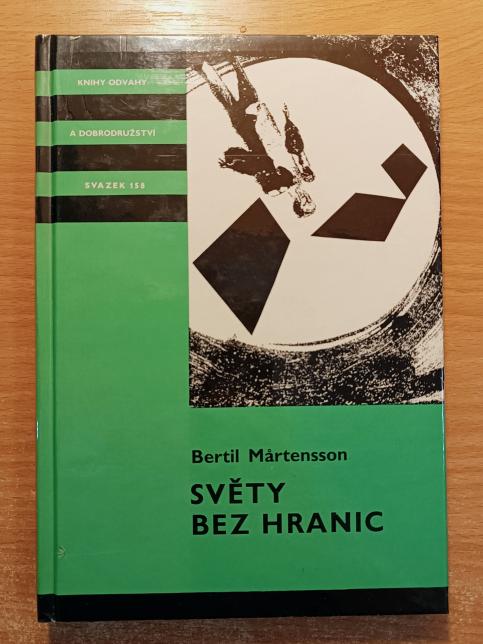 KNIHY ODVAHY
A DOBRODRUŽSTVÍ
SVAZEK 158
Bertil Mårtensson
SVĚTY
BEZ HRANIC